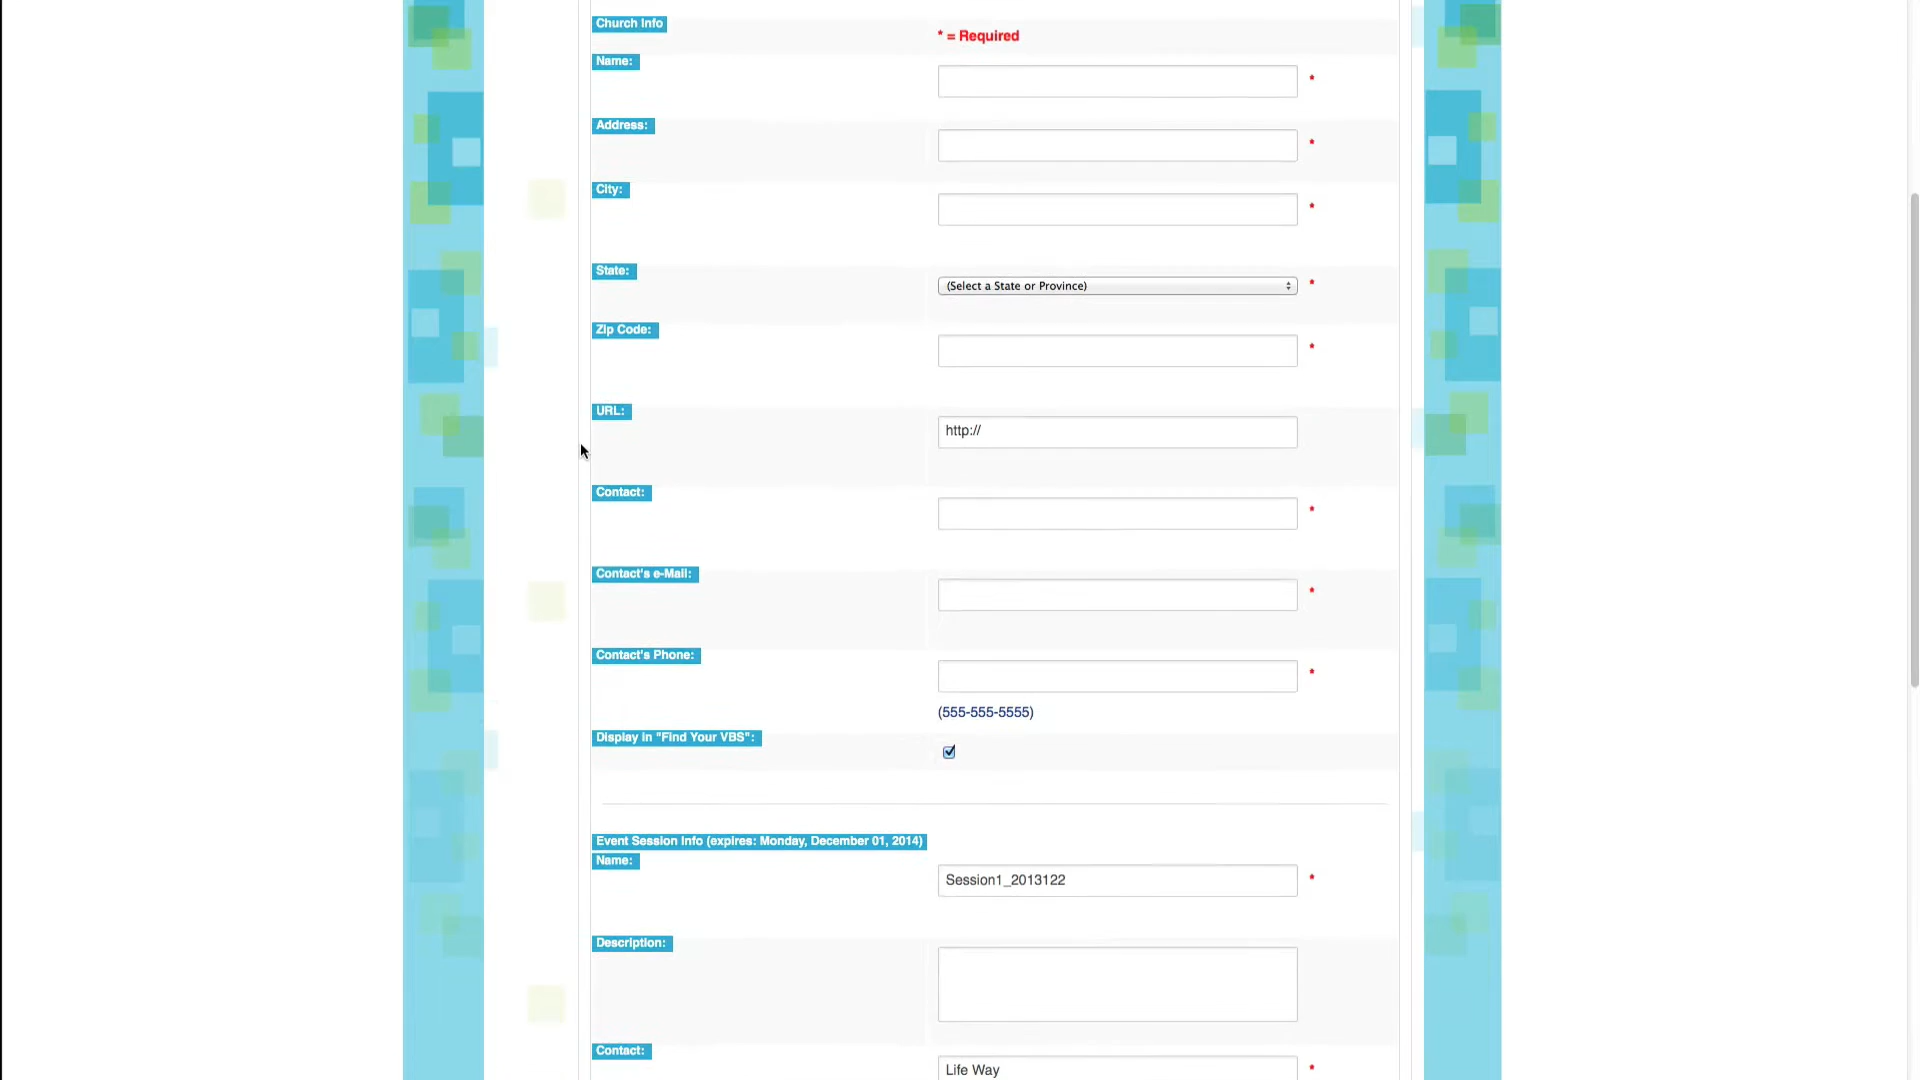 Church Info
* = Required
Name:
*
Address:
*
City:
*
State:
(Select a State or Province)
*
Zip Code:
*
URL:
http://
Contact:
*
Contact's e-Mail:
*
Contact's Phone:
*
(555-555-5555)
Display in "Find Your VBS":
Event Session Info (expires: Monday, December 01, 2014)
Name:
Session1_2013122
*
Description:
Contact:
Life Way
*